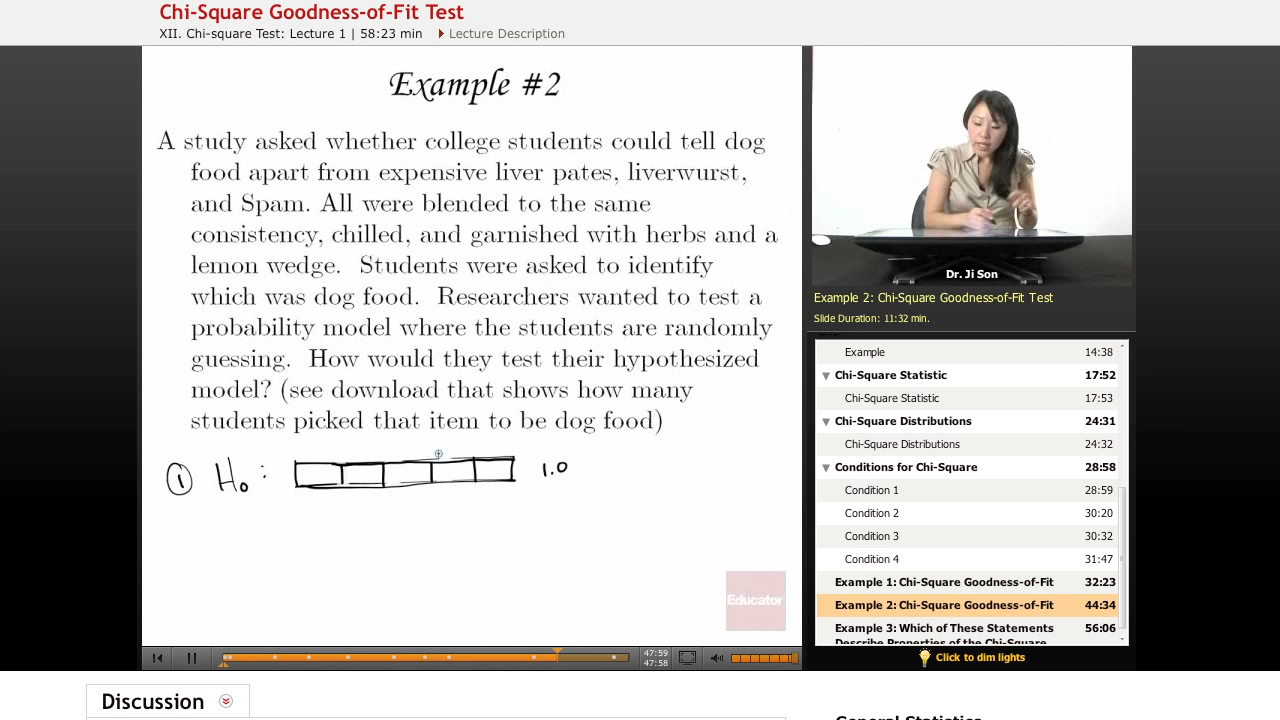 Chi-Square Goodness-of-Fit Test
XII. Chi-square Test: Lecture 1 | 58:23 min Lecture Description
Example #2
A study asked whether college students could tell dog
food apart from expensive liver pates, liverwurst,
and Spam. All were blended to the same
consistency, chilled, and garnished with herbs and a
lemon wedge. Students were asked to identify
which was dog food. Researchers wanted to test a
probability model where the students are randomly
guessing. How would they test their hypothesized
model? (see download that shows how many
students picked that item to be dog food)
① H₀: 1.0
Educator
47:59
47:58
Dr. Ji Son
Example 2: Chi-Square Goodness-of-Fit Test
Slide Duration: 11:32 min.
Example 14:38
Chi-Square Statistic 17:52
Chi-Square Statistic 17:53
Chi-Square Distributions 24:31
Chi-Square Distributions 24:32
Conditions for Chi-Square 28:58
Condition 1 28:59
Condition 2 30:20
Condition 3 30:32
Condition 4 31:47
Example 1: Chi-Square Goodness-of-Fit 32:23
Example 2: Chi-Square Goodness-of-Fit 44:34
Example 3: Which of These Statements 56:06
Describe Properties of the Chi-Square
Click to dim lights
Discussion
General Statistics